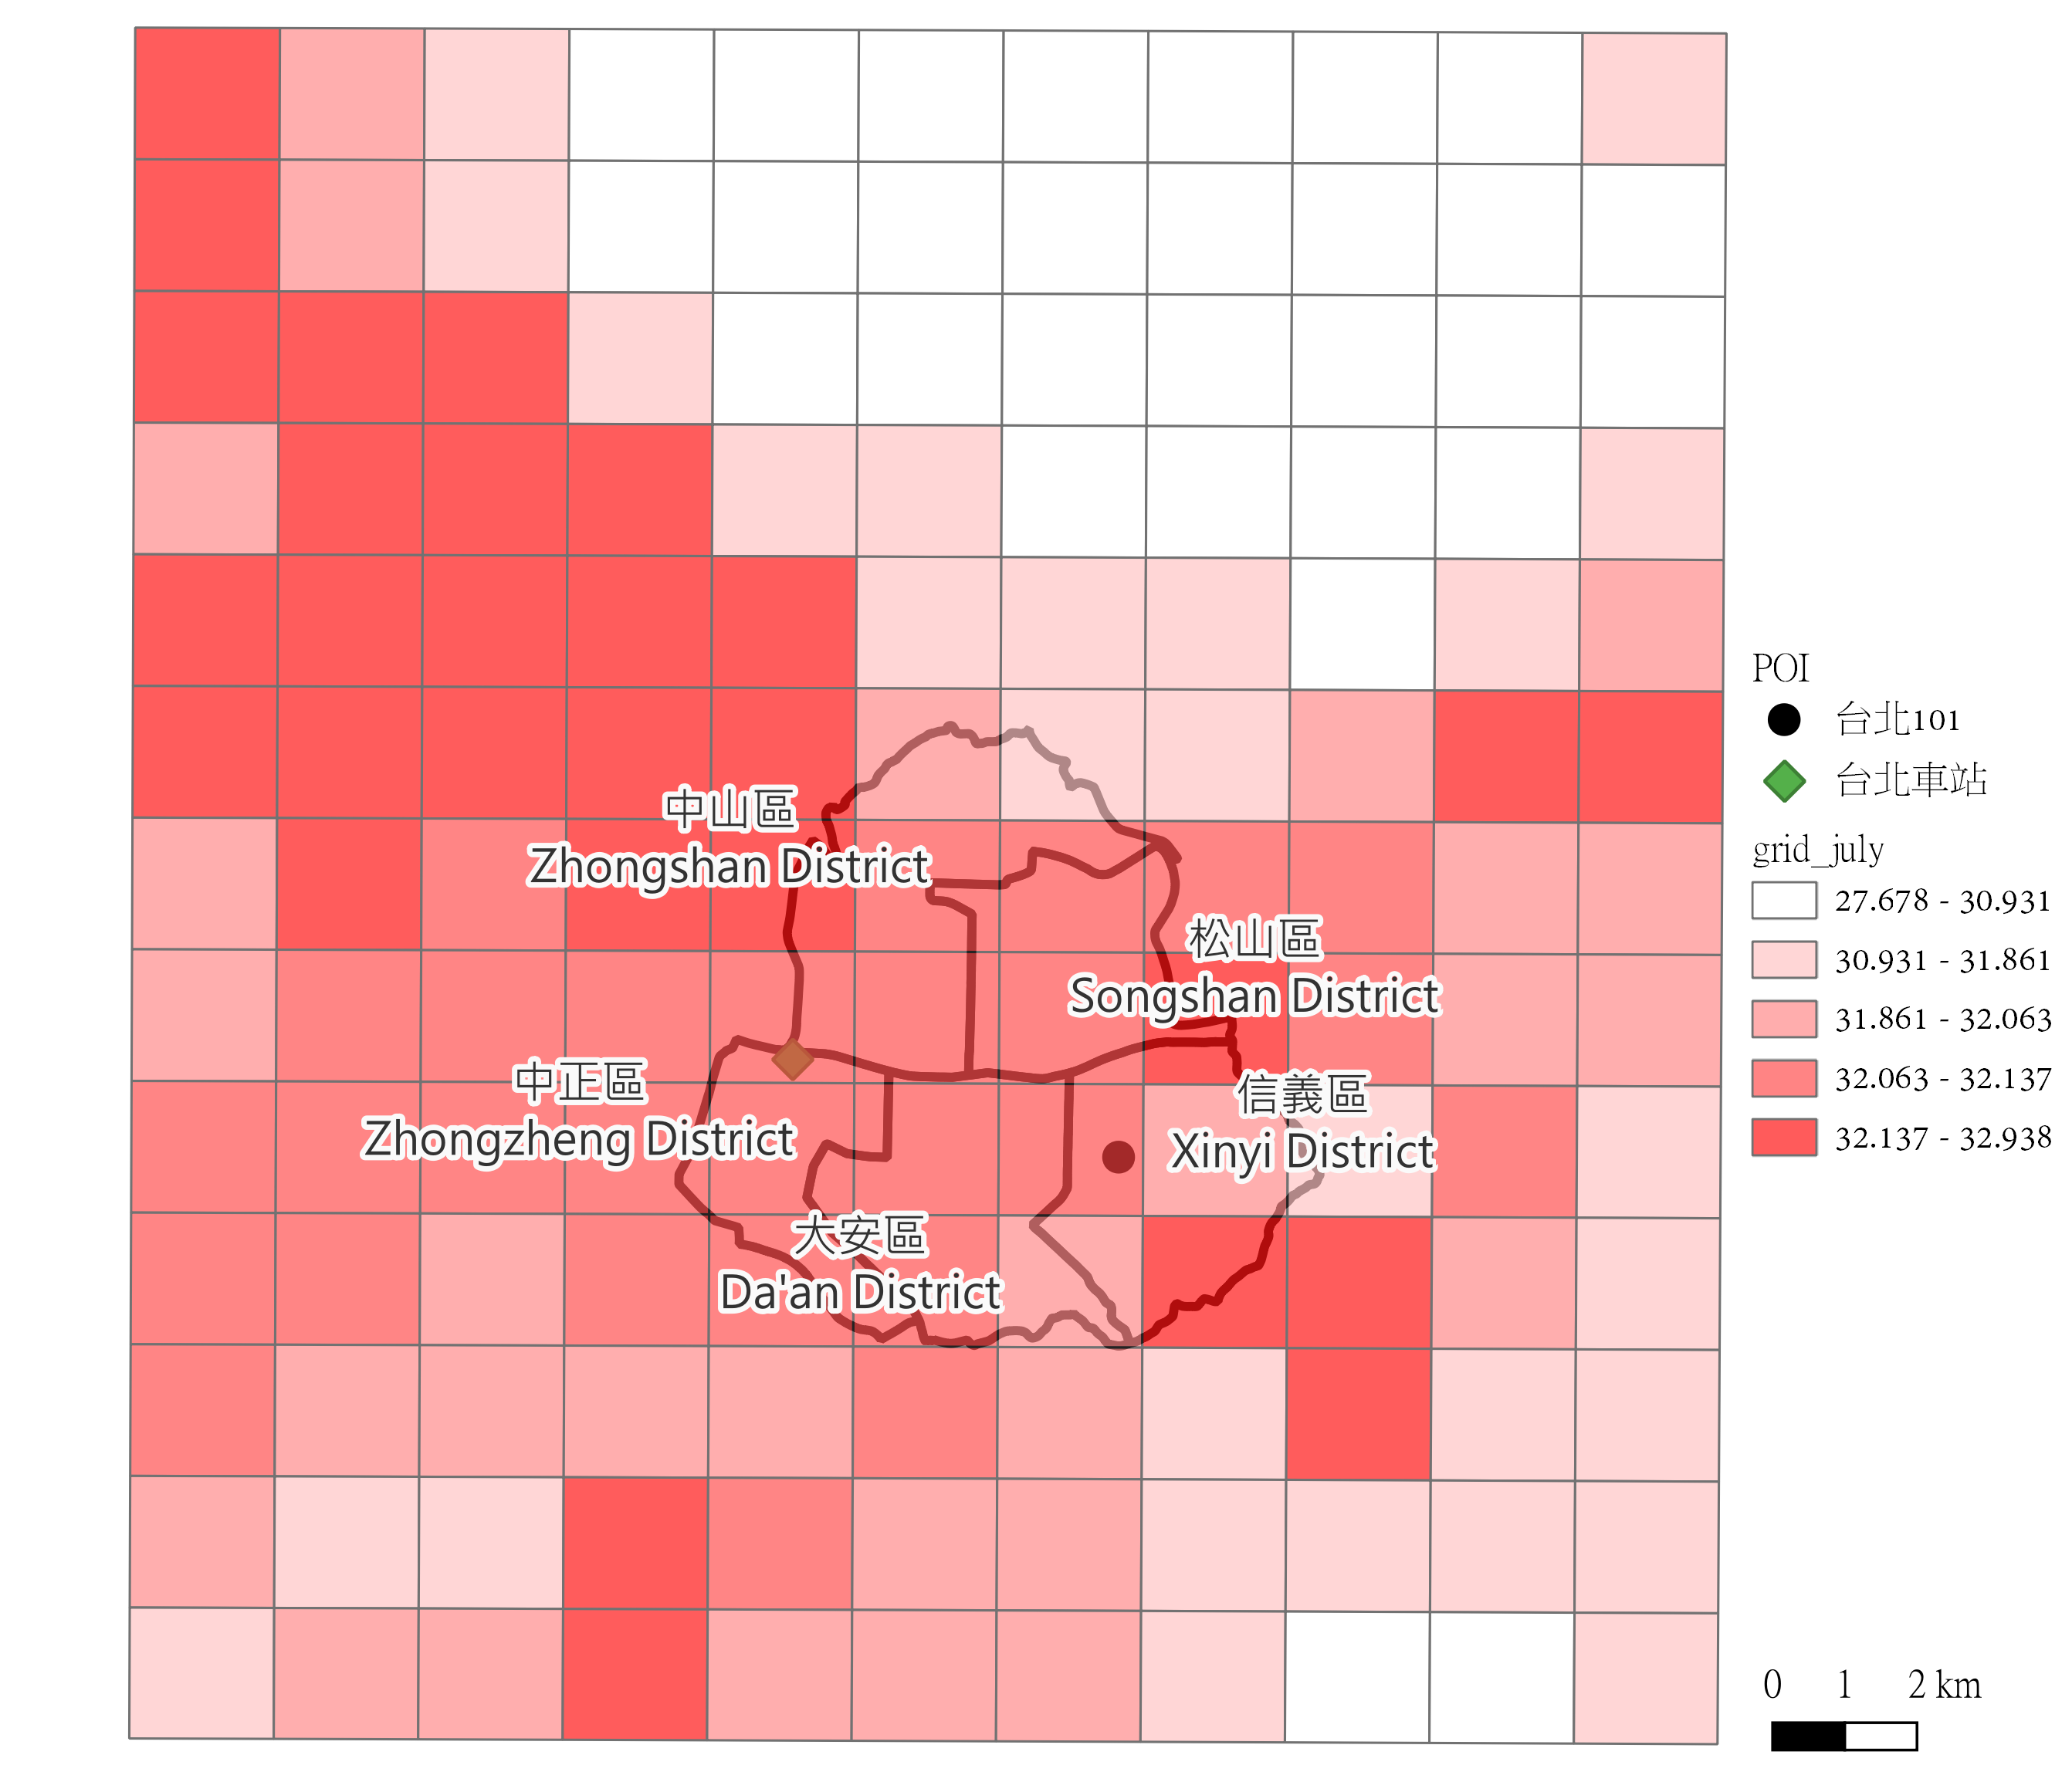 中山區
Zhongshan District
松山區
Songshan District
中正區
Zhongzheng District
信義區
Xinyi District
大安區
Da'an District
POI
台北101
台北車站
grid_july
27.678 - 30.931
30.931 - 31.861
31.861 - 32.063
32.063 - 32.137
32.137 - 32.938
0 1 2 km